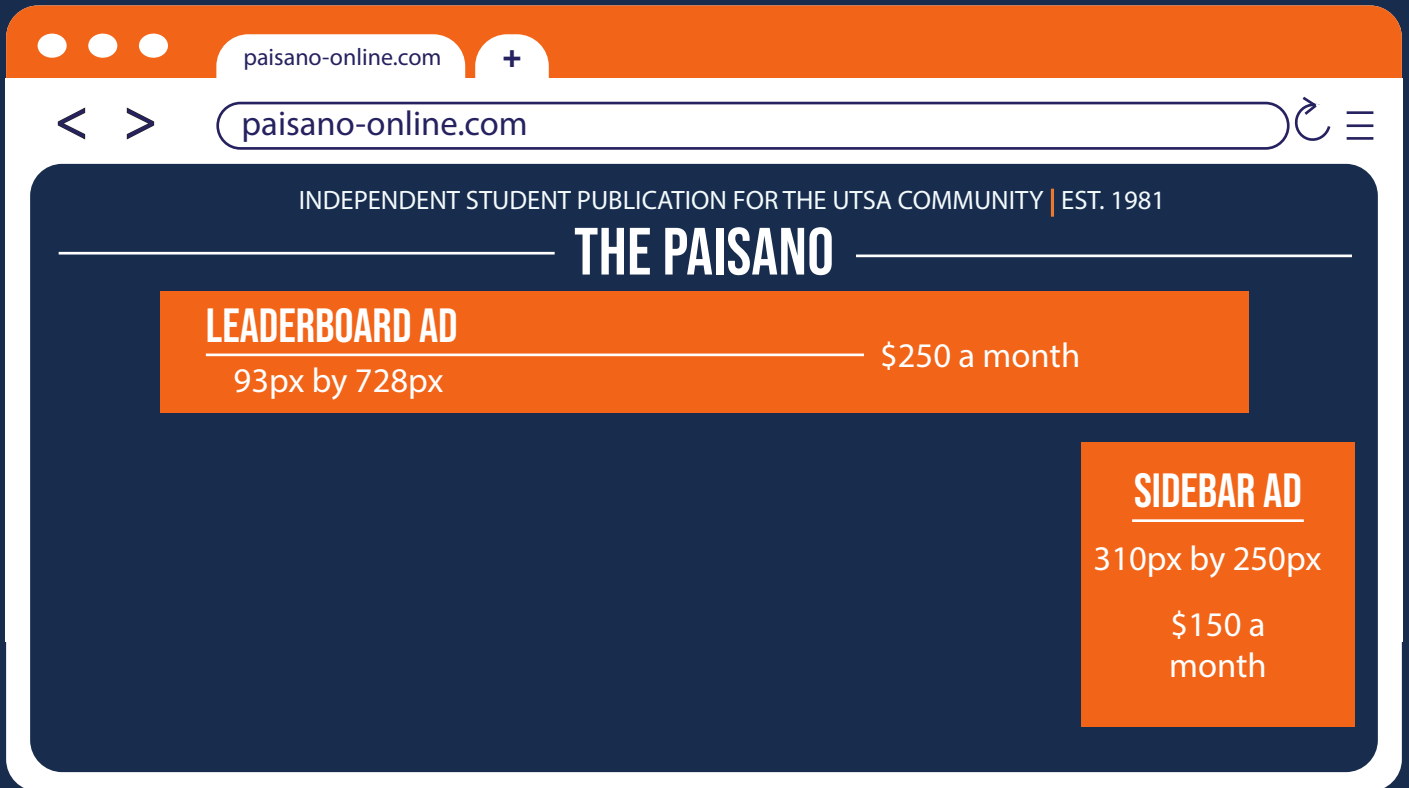 paisano-online.com
+
< >
paisano-online.com
INDEPENDENT STUDENT PUBLICATION FOR THE UTSA COMMUNITY | EST. 1981
THE PAISANO
LEADERBOARD AD
93px by 728px
$250 a month
SIDEBAR AD
310px by 250px
$150 a
month